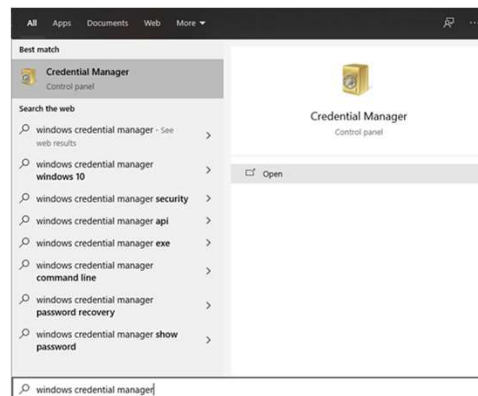 All Apps Documents Web More
Best match
Credential Manager
Control panel
Search the web
windows credential manager - See
web results
windows credential manager
windows 10
windows credential manager security
windows credential manager api
windows credential manager exe
windows credential manager
command line
windows credential manager
password recovery
windows credential manager show
password
Credential Manager
Control panel
Open
windows credential manager